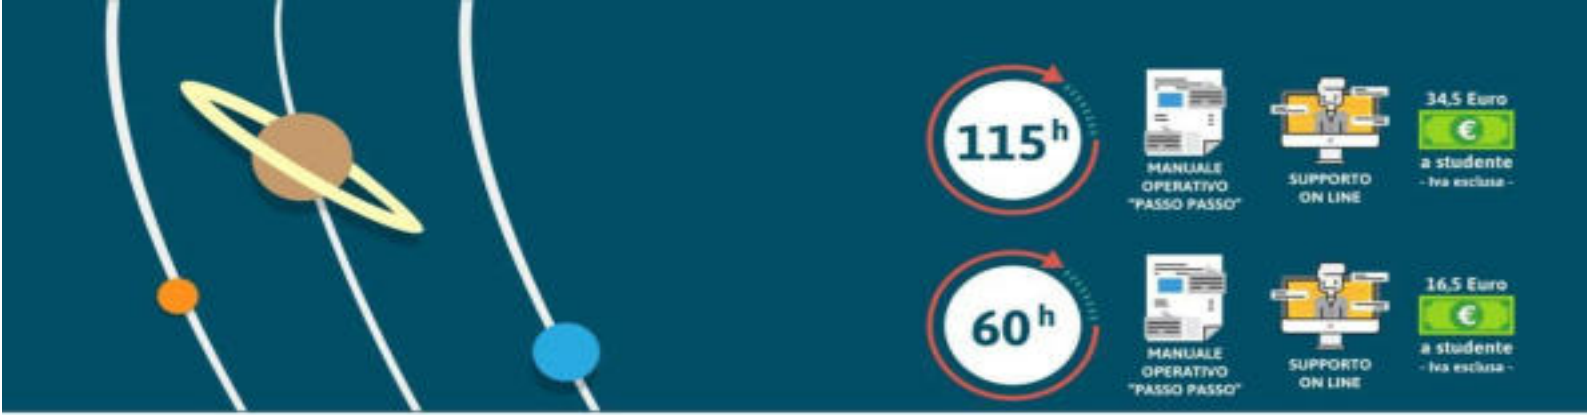 115h
MANUALE
OPERATIVO
"PASSO PASSO"
SUPPORTO
ON LINE
34,5 Euro
€
a studente
- Iva esclusa -
60h
MANUALE
OPERATIVO
"PASSO PASSO"
SUPPORTO
ON LINE
16,5 Euro
€
a studente
- Iva esclusa -